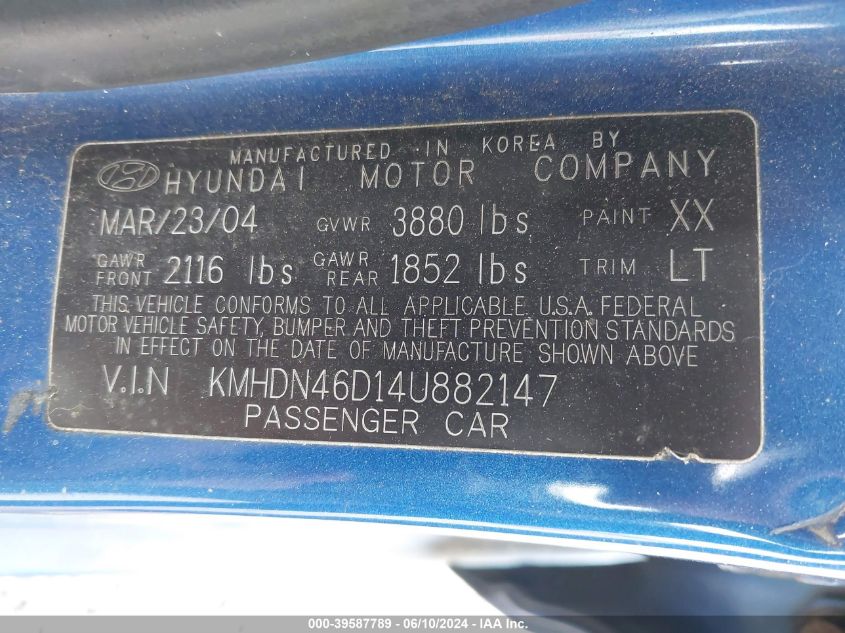 MANUFACTURED IN KOREA BY
HYUNDAI MOTOR COMPANY
MAR/23/04 GVWR 3880 lbs PAINT XX
GAWR FRONT 2116 lbs GAWR REAR 1852 lbs TRIM LT
THIS VEHICLE CONFORMS TO ALL APPLICABLE U.S.A. FEDERAL
MOTOR VEHICLE SAFETY, BUMPER AND THEFT PREVENTION STANDARDS
IN EFFECT ON THE DATE OF MANUFACTURE SHOWN ABOVE
V.I.N KMHDN46D14U882147
PASSENGER CAR
000-39587789 - 06/10/2024 - IAAI.COM